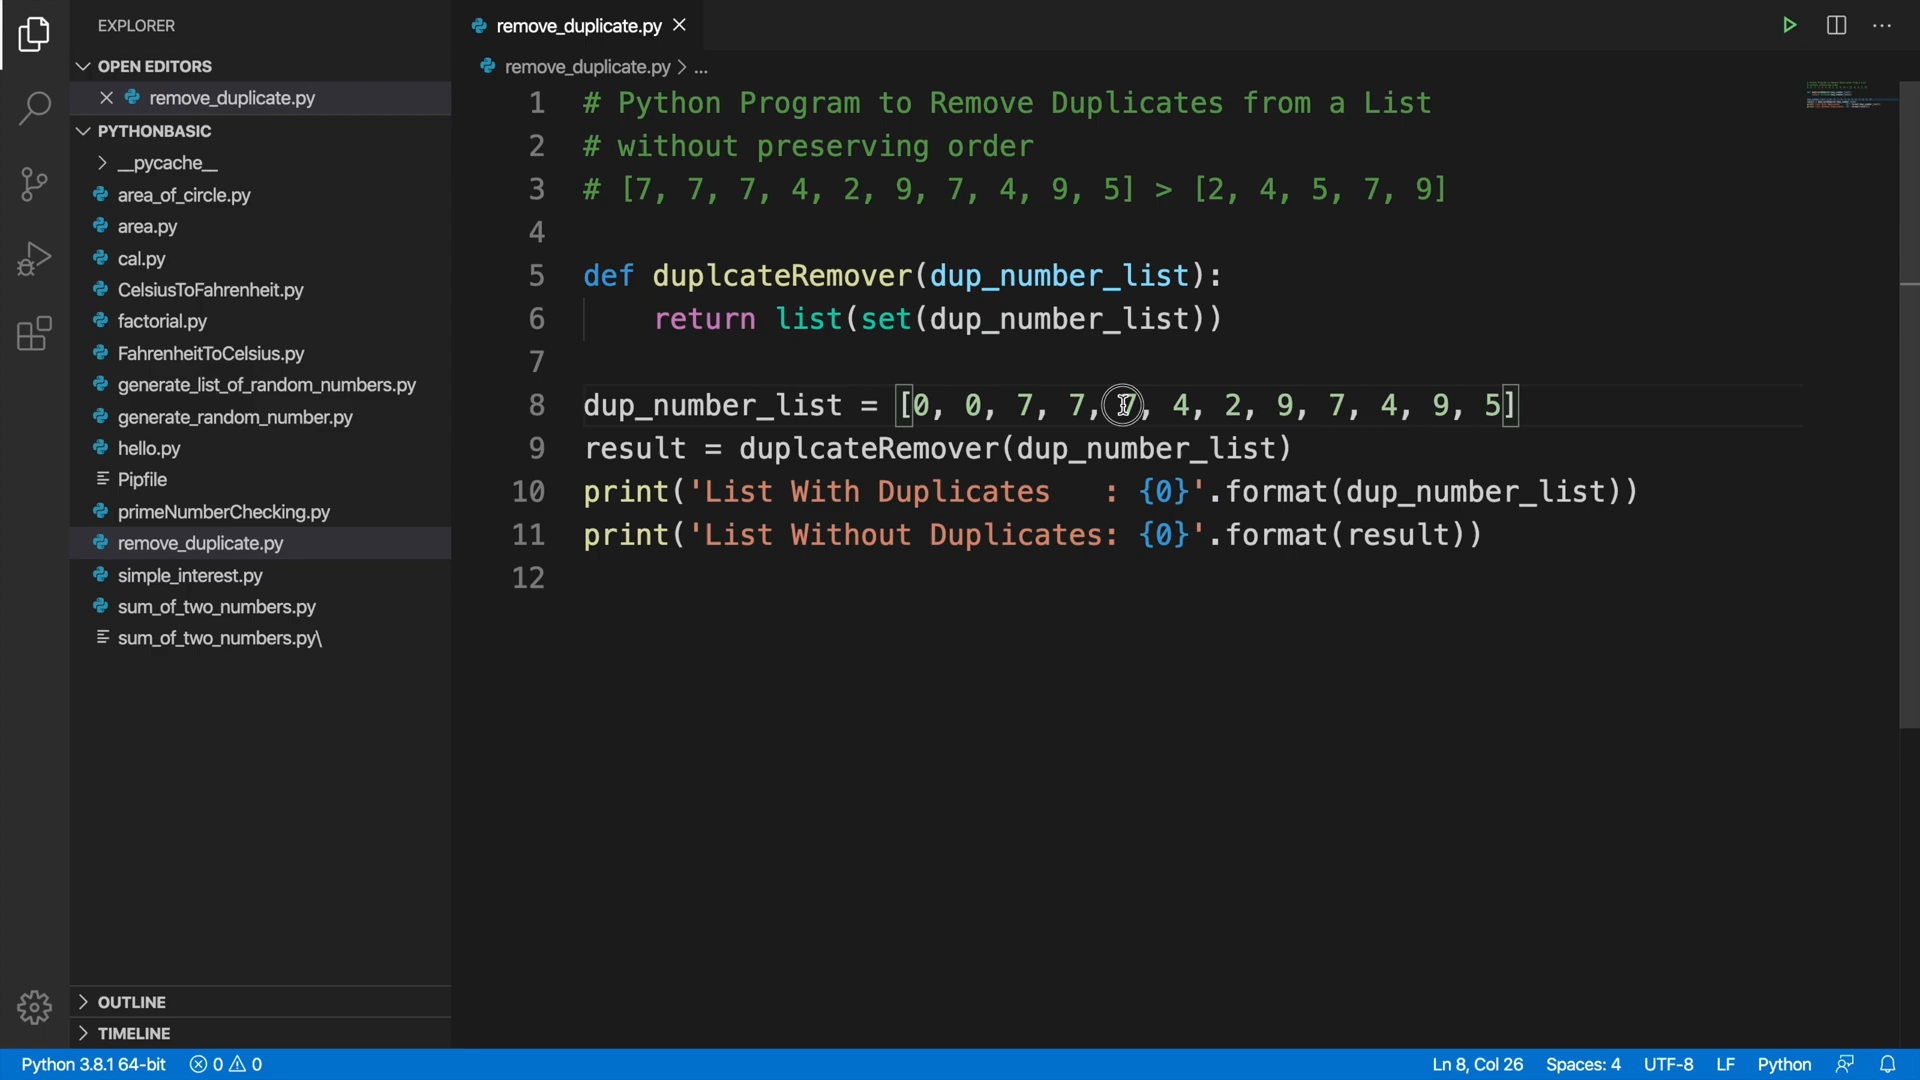 EXPLORER
OPEN EDITORS
remove_duplicate.py
PYTHONBASIC
__pycache__
area_of_circle.py
area.py
cal.py
CelsiusToFahrenheit.py
factorial.py
FahrenheitToCelsius.py
generate_list_of_random_numbers.py
generate_random_number.py
hello.py
Pipfile
primeNumberChecking.py
remove_duplicate.py
simple_interest.py
sum_of_two_numbers.py
sum_of_two_numbers.py\
OUTLINE
TIMELINE
remove_duplicate.py
remove_duplicate.py > ...
1 # Python Program to Remove Duplicates from a List
2 # without preserving order
3 # [7, 7, 7, 4, 2, 9, 7, 4, 9, 5] > [2, 4, 5, 7, 9]
4
5 def duplcateRemover(dup_number_list):
6     return list(set(dup_number_list))
7
8 dup_number_list = [0, 0, 7, 7, 7, 4, 2, 9, 7, 4, 9, 5]
9 result = duplcateRemover(dup_number_list)
10 print('List With Duplicates   : {0}'.format(dup_number_list))
11 print('List Without Duplicates: {0}'.format(result))
12
Python 3.8.1 64-bit 0 0 Ln 8, Col 26 Spaces: 4 UTF-8 LF Python